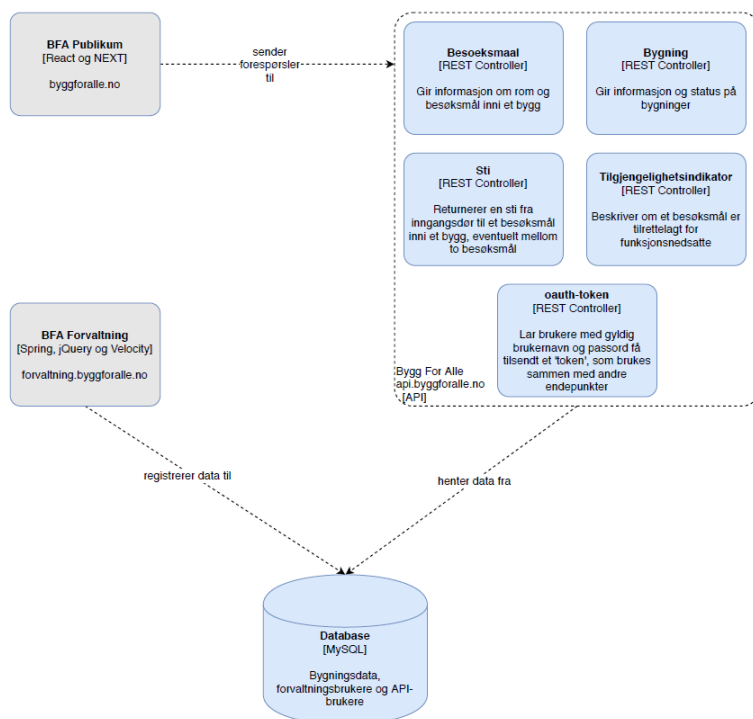 BFA Publikum
[React og NEXT]
byggforalle.no
sender
forespørsler
til
Besoeksmaal
[REST Controller]
Gir informasjon om rom og
besøksmål inni et bygg
Bygning
[REST Controller]
Gir informasjon og status på
bygninger
Sti
[REST Controller]
Returnerer en sti fra
inngangsdør til et besøksmål
inni et bygg, eventuelt mellom
to besøksmål
Tilgjengelighetsindikator
[REST Controller]
Beskriver om et besøksmål er
tilrettelagt for
funksjonsnedsatte
oauth-token
[REST Controller]
Lar brukere med gyldig
brukernavn og passord få
tilsendt et 'token', som brukes
sammen med andre
endepunkter
Bygg For Alle
api.byggforalle.no
[API]
BFA Forvaltning
[Spring, jQuery og Velocity]
forvaltning.byggforalle.no
registrerer data til
henter data fra
Database
[MySQL]
Bygningsdata,
forvaltningsbrukere og API-
brukere